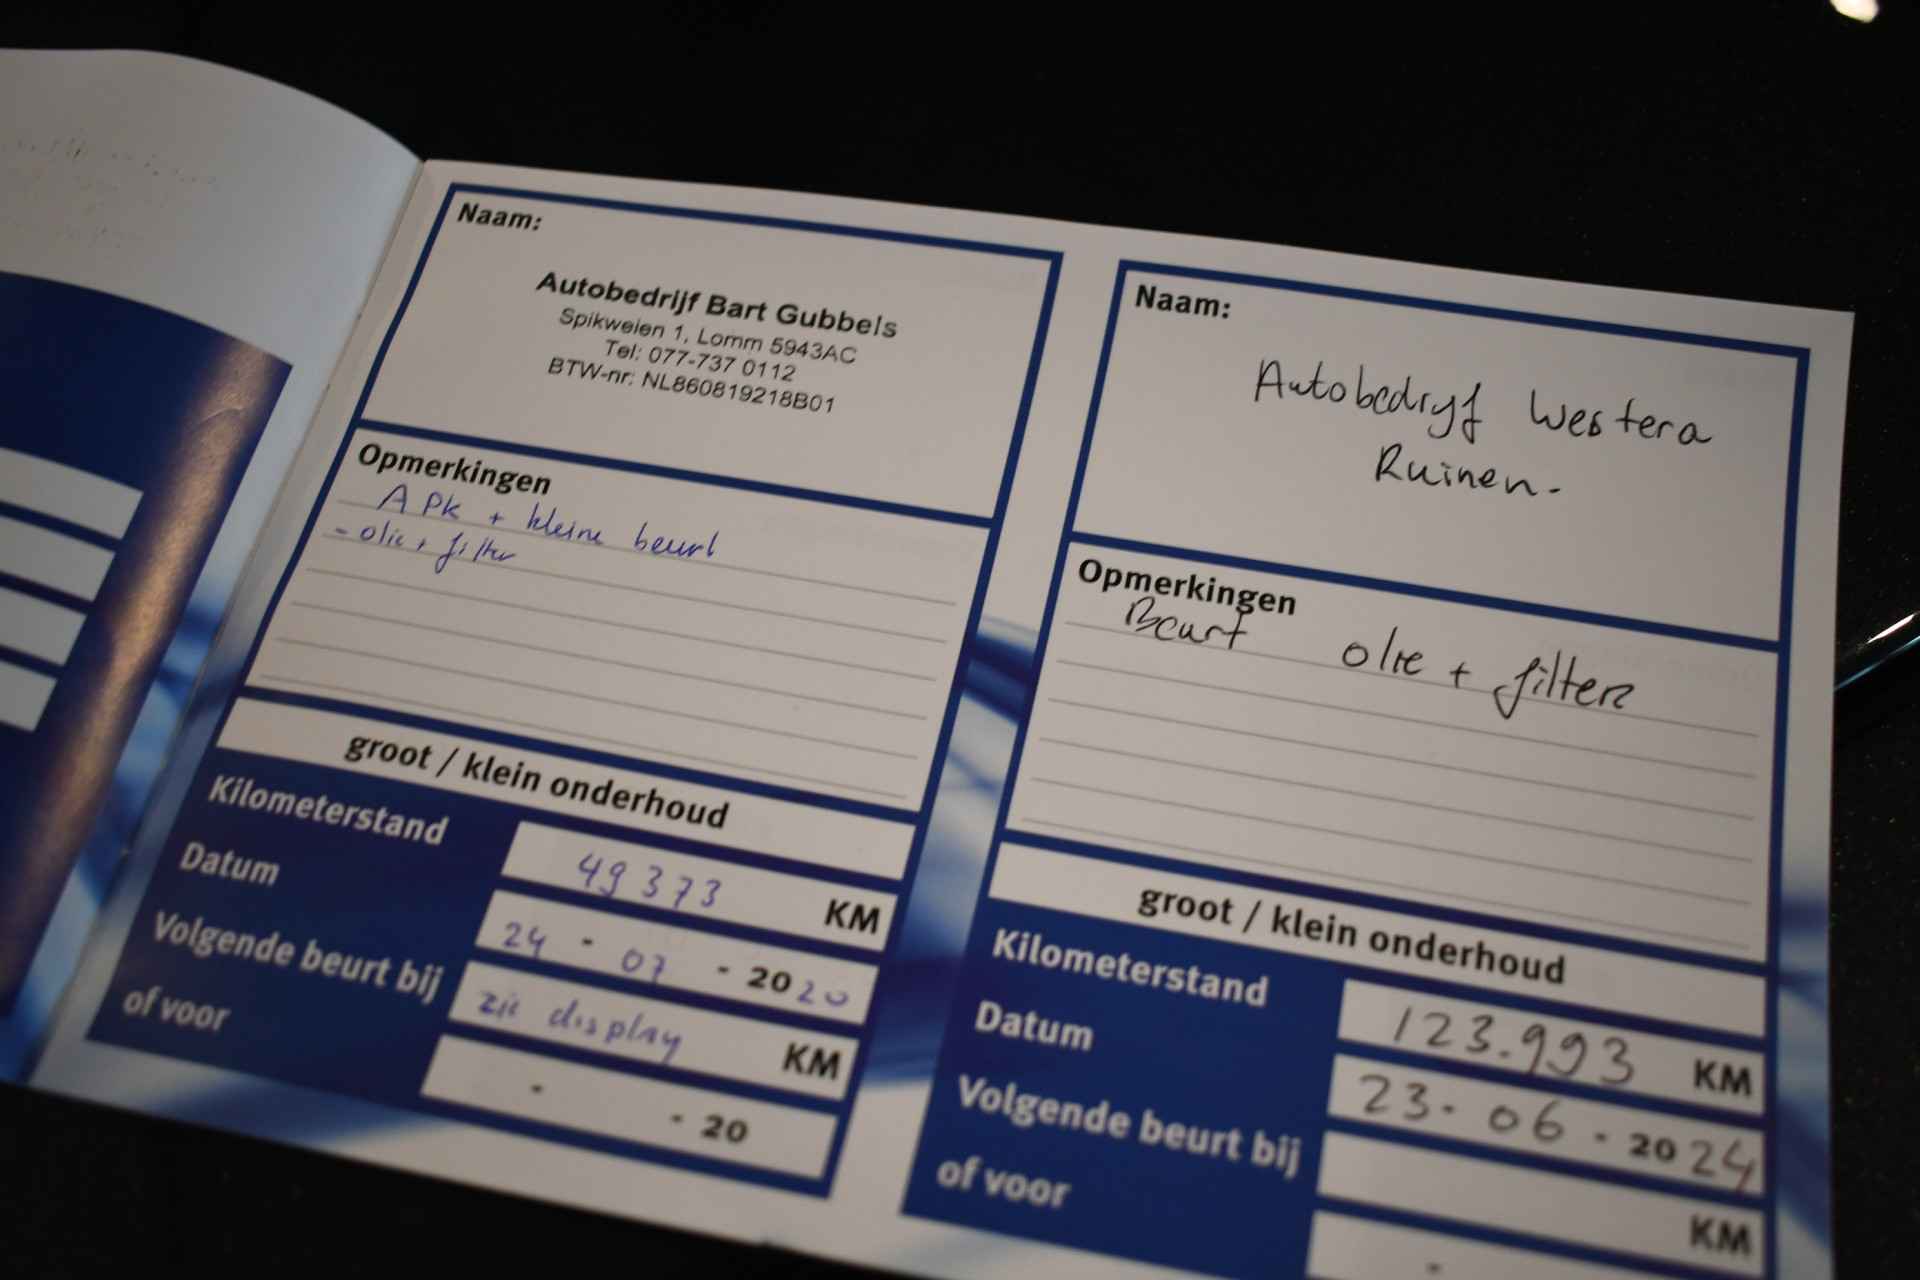 Naam:
Autobedrijf Bart Gubbels
Spikweien 1, Lomm 5943AC
Tel: 077-737 0112
BTW-nr: NL860819218B01
Opmerkingen
APK + kleine beurt
- olie + filter
groot / klein onderhoud
Kilometerstand 49373 KM
Datum 24 - 07 - 2020
Volgende beurt bij zie display KM
of voor - - 20
Naam:
Autobedryf Westera
Ruinen-
Opmerkingen
Beurt olie + filter
groot / klein onderhoud
Kilometerstand 123.993 KM
Datum 23 - 06 - 2024
Volgende beurt bij KM
of voor -